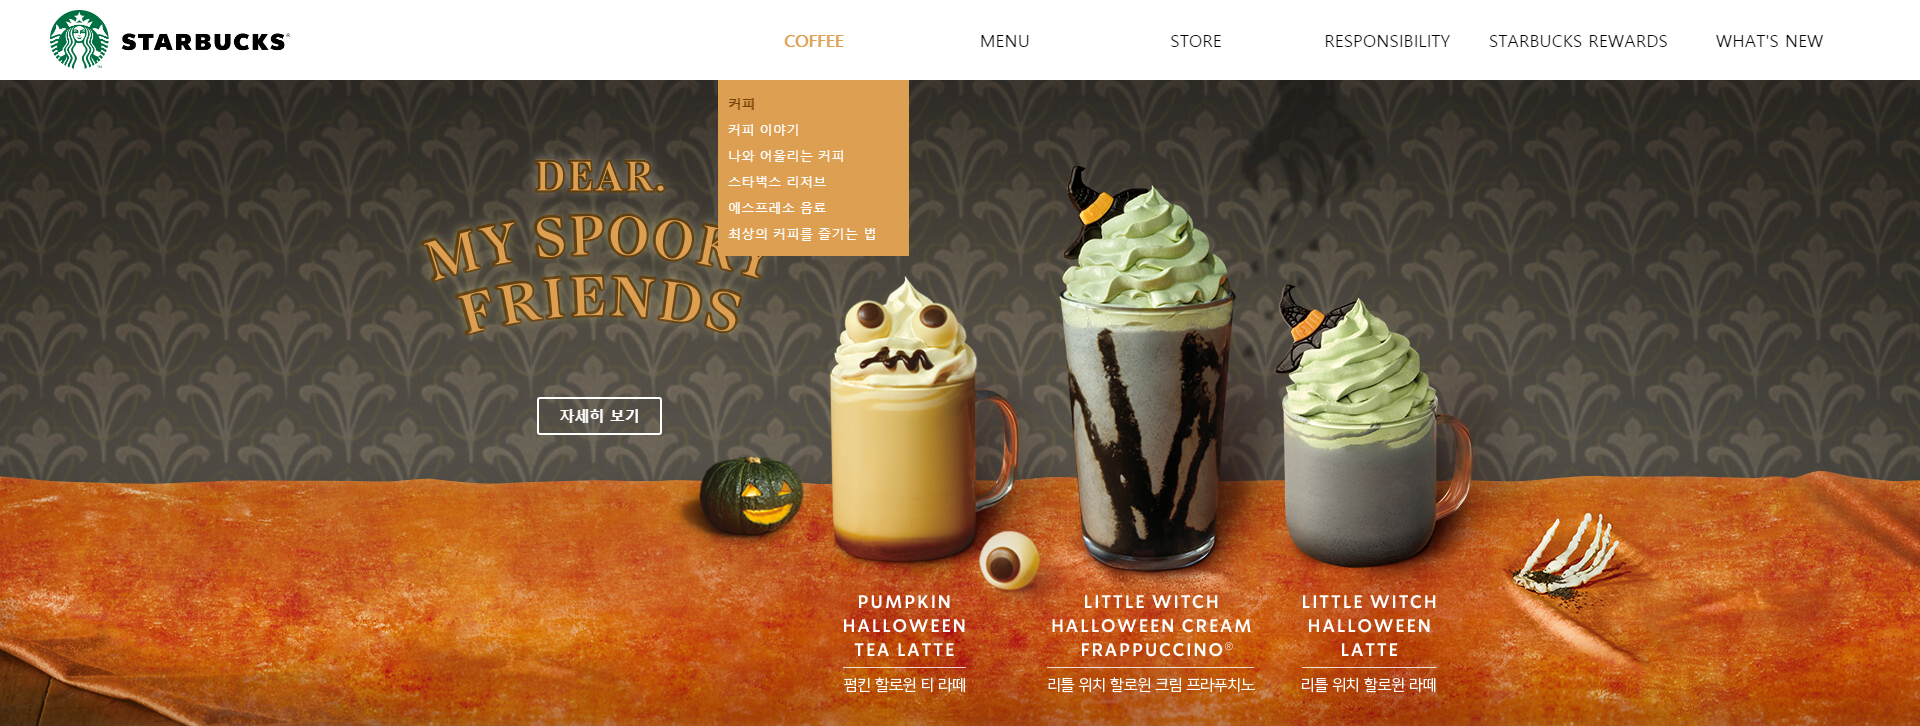 STARBUCKS®
COFFEE
MENU
STORE
RESPONSIBILITY
STARBUCKS REWARDS
WHAT'S NEW
커피
커피 이야기
나와 어울리는 커피
스타벅스 리저브
에스프레소 음료
최상의 커피를 즐기는 법
DEAR.
MY SPOOKY
FRIENDS
자세히 보기
PUMPKIN
HALLOWEEN
TEA LATTE
펌킨 할로윈 티 라떼
LITTLE WITCH
HALLOWEEN CREAM
FRAPPUCCINO®
리틀 위치 할로윈 크림 프라푸치노
LITTLE WITCH
HALLOWEEN
LATTE
리틀 위치 할로윈 라떼